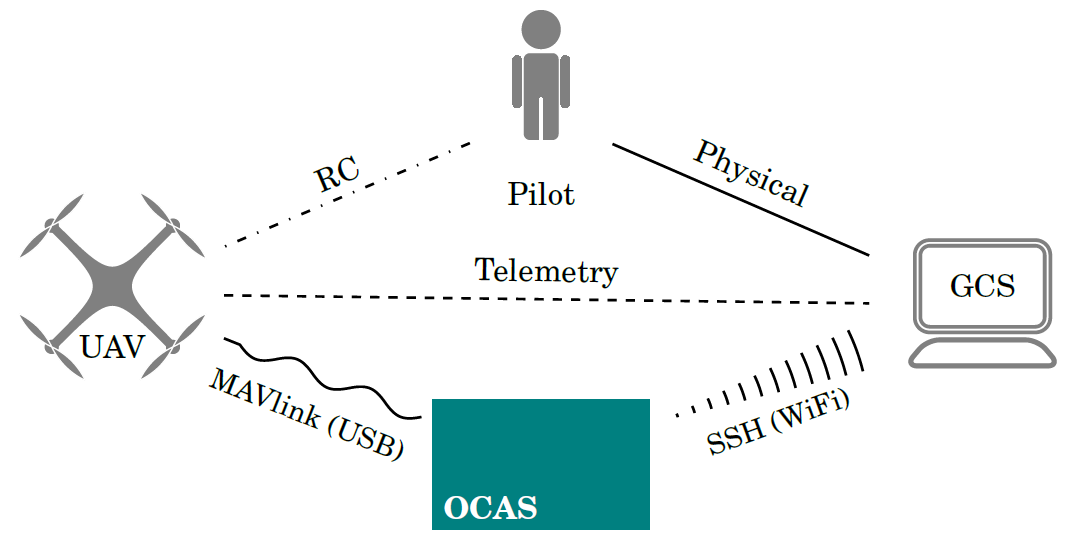 RC
Physical
Pilot
Telemetry
GCS
UAV
MAVlink (USB)
SSH (WiFi)
OCAS